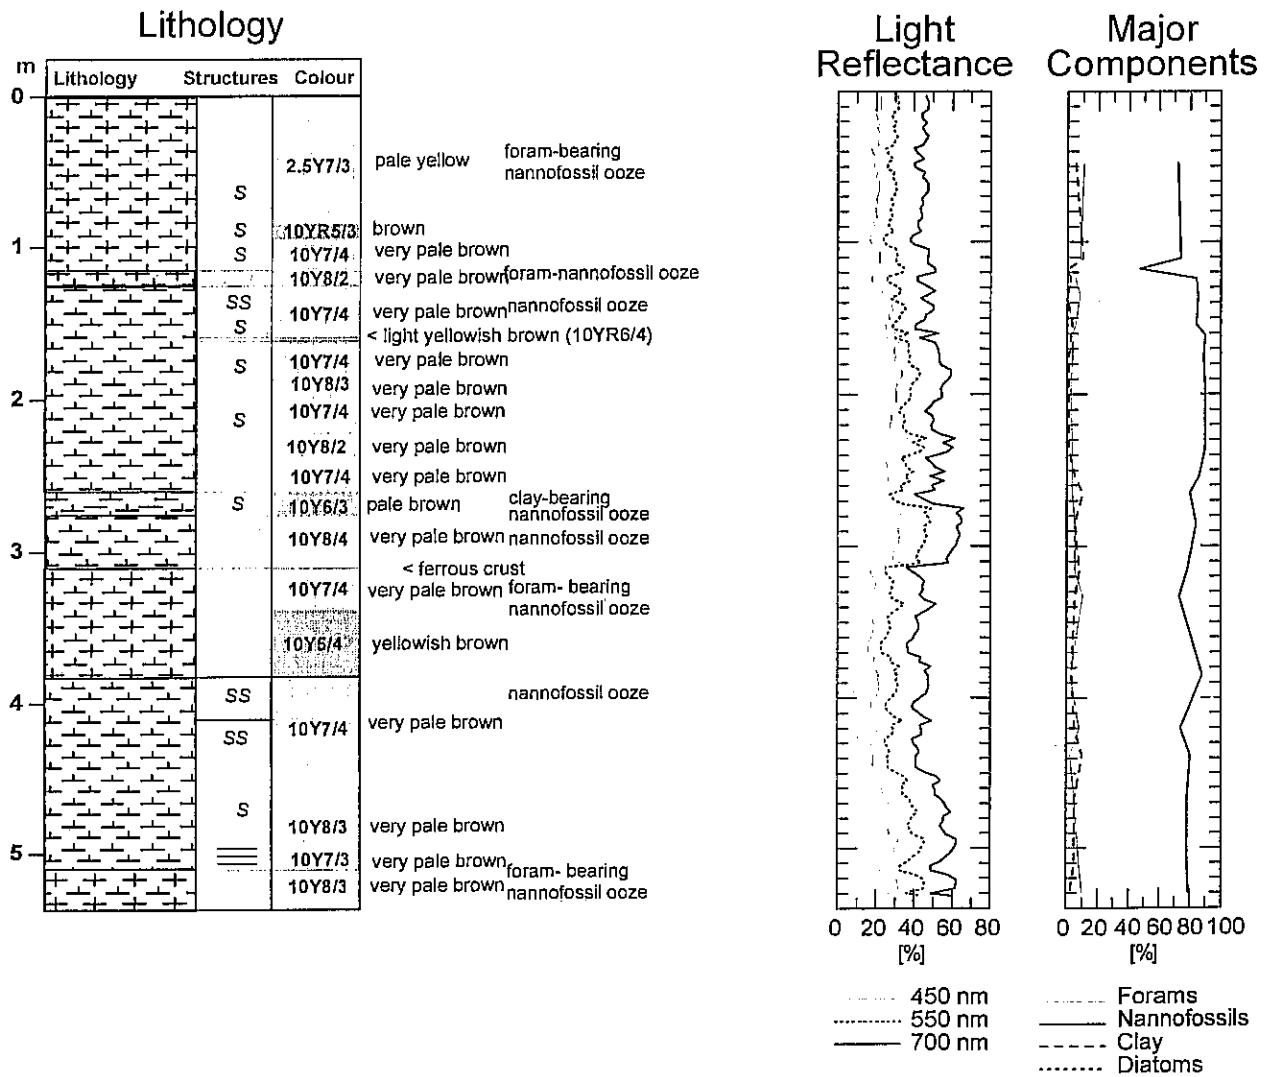 Lithology
Light Reflectance
Major Components
m
Lithology Structures Colour
0
2.5Y7/3 pale yellow foram-bearing
nannofossil ooze
S
S 10YR5/3 brown
1
S 10Y7/4 very pale brown
10Y8/2 very pale brown foram-nannofossil ooze
SS 10Y7/4 very pale brown nannofossil ooze
S
< light yellowish brown (10YR6/4)
S 10Y7/4 very pale brown
10Y8/3 very pale brown
2
10Y7/4 very pale brown
S
10Y8/2 very pale brown
10Y7/4 very pale brown
S 10Y6/3 pale brown clay-bearing
nannofossil ooze
10Y8/4 very pale brown nannofossil ooze
3
< ferrous crust
10Y7/4 very pale brown foram- bearing
nannofossil ooze
10Y5/4 yellowish brown
4
SS nannofossil ooze
10Y7/4 very pale brown
SS
S
10Y8/3 very pale brown
5
10Y7/3 very pale brown foram- bearing
10Y8/3 very pale brown nannofossil ooze
0 20 40 60 80
[%]
0 20 40 60 80 100
[%]
450 nm
550 nm
700 nm
Forams
Nannofossils
Clay
Diatoms